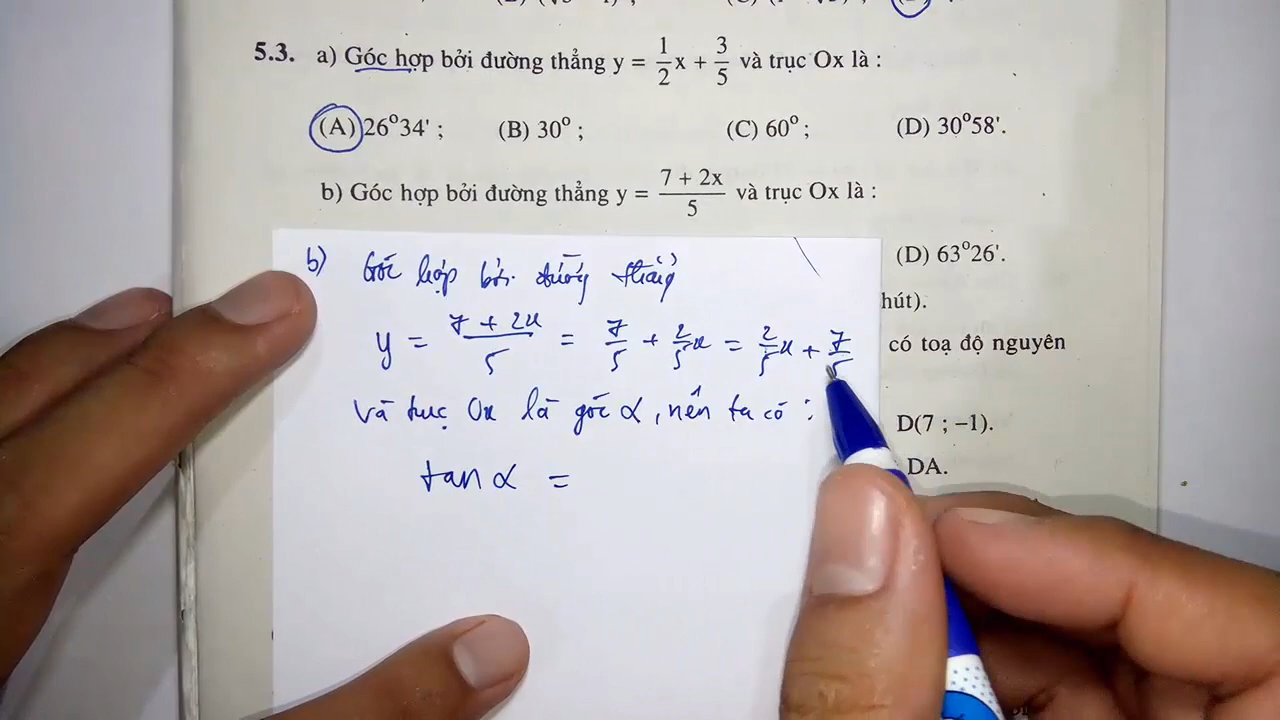 5.3. a) Góc hợp bởi đường thẳng y = 1/2 x + 3/5 và trục Ox là :
(A) 26°34' ; (B) 30° ; (C) 60° ; (D) 30°58'.
b) Góc hợp bởi đường thẳng y = (7 + 2x)/5 và trục Ox là :
(D) 63°26'.
hút).
có toạ độ nguyên
D(7 ; –1).
DA.
b) Góc hợp bởi đường thẳng
y = (7 + 2x)/5 = 7/5 + 2/5 x = 2/5 x + 7/5
và trục Ox là góc α, nên ta có :
tan α =